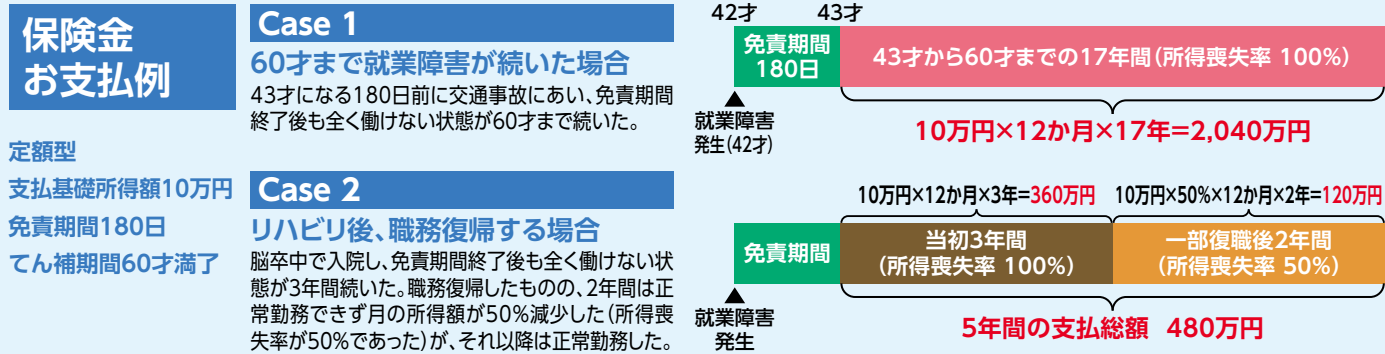 保険金
お支払例
定額型
支払基礎所得額10万円
免責期間180日
てん補期間60才満了
Case 1
60才まで就業障害が続いた場合
43才になる180日前に交通事故にあい、免責期間
終了後も全く働けない状態が60才まで続いた。
42才
43才
免責期間
180日
43才から60才までの17年間(所得喪失率 100%)
▲
就業障害
発生(42才)
10万円×12か月×17年=2,040万円
Case 2
リハビリ後、職務復帰する場合
脳卒中で入院し、免責期間終了後も全く働けない状
態が3年間続いた。職務復帰したものの、2年間は正
常勤務できず月の所得額が50%減少した(所得喪
失率が50%であった)が、それ以降は正常勤務した。
10万円×12か月×3年=360万円
10万円×50%×12か月×2年=120万円
免責期間
当初3年間
(所得喪失率 100%)
一部復職後2年間
(所得喪失率 50%)
▲
就業障害
発生
5年間の支払総額 480万円